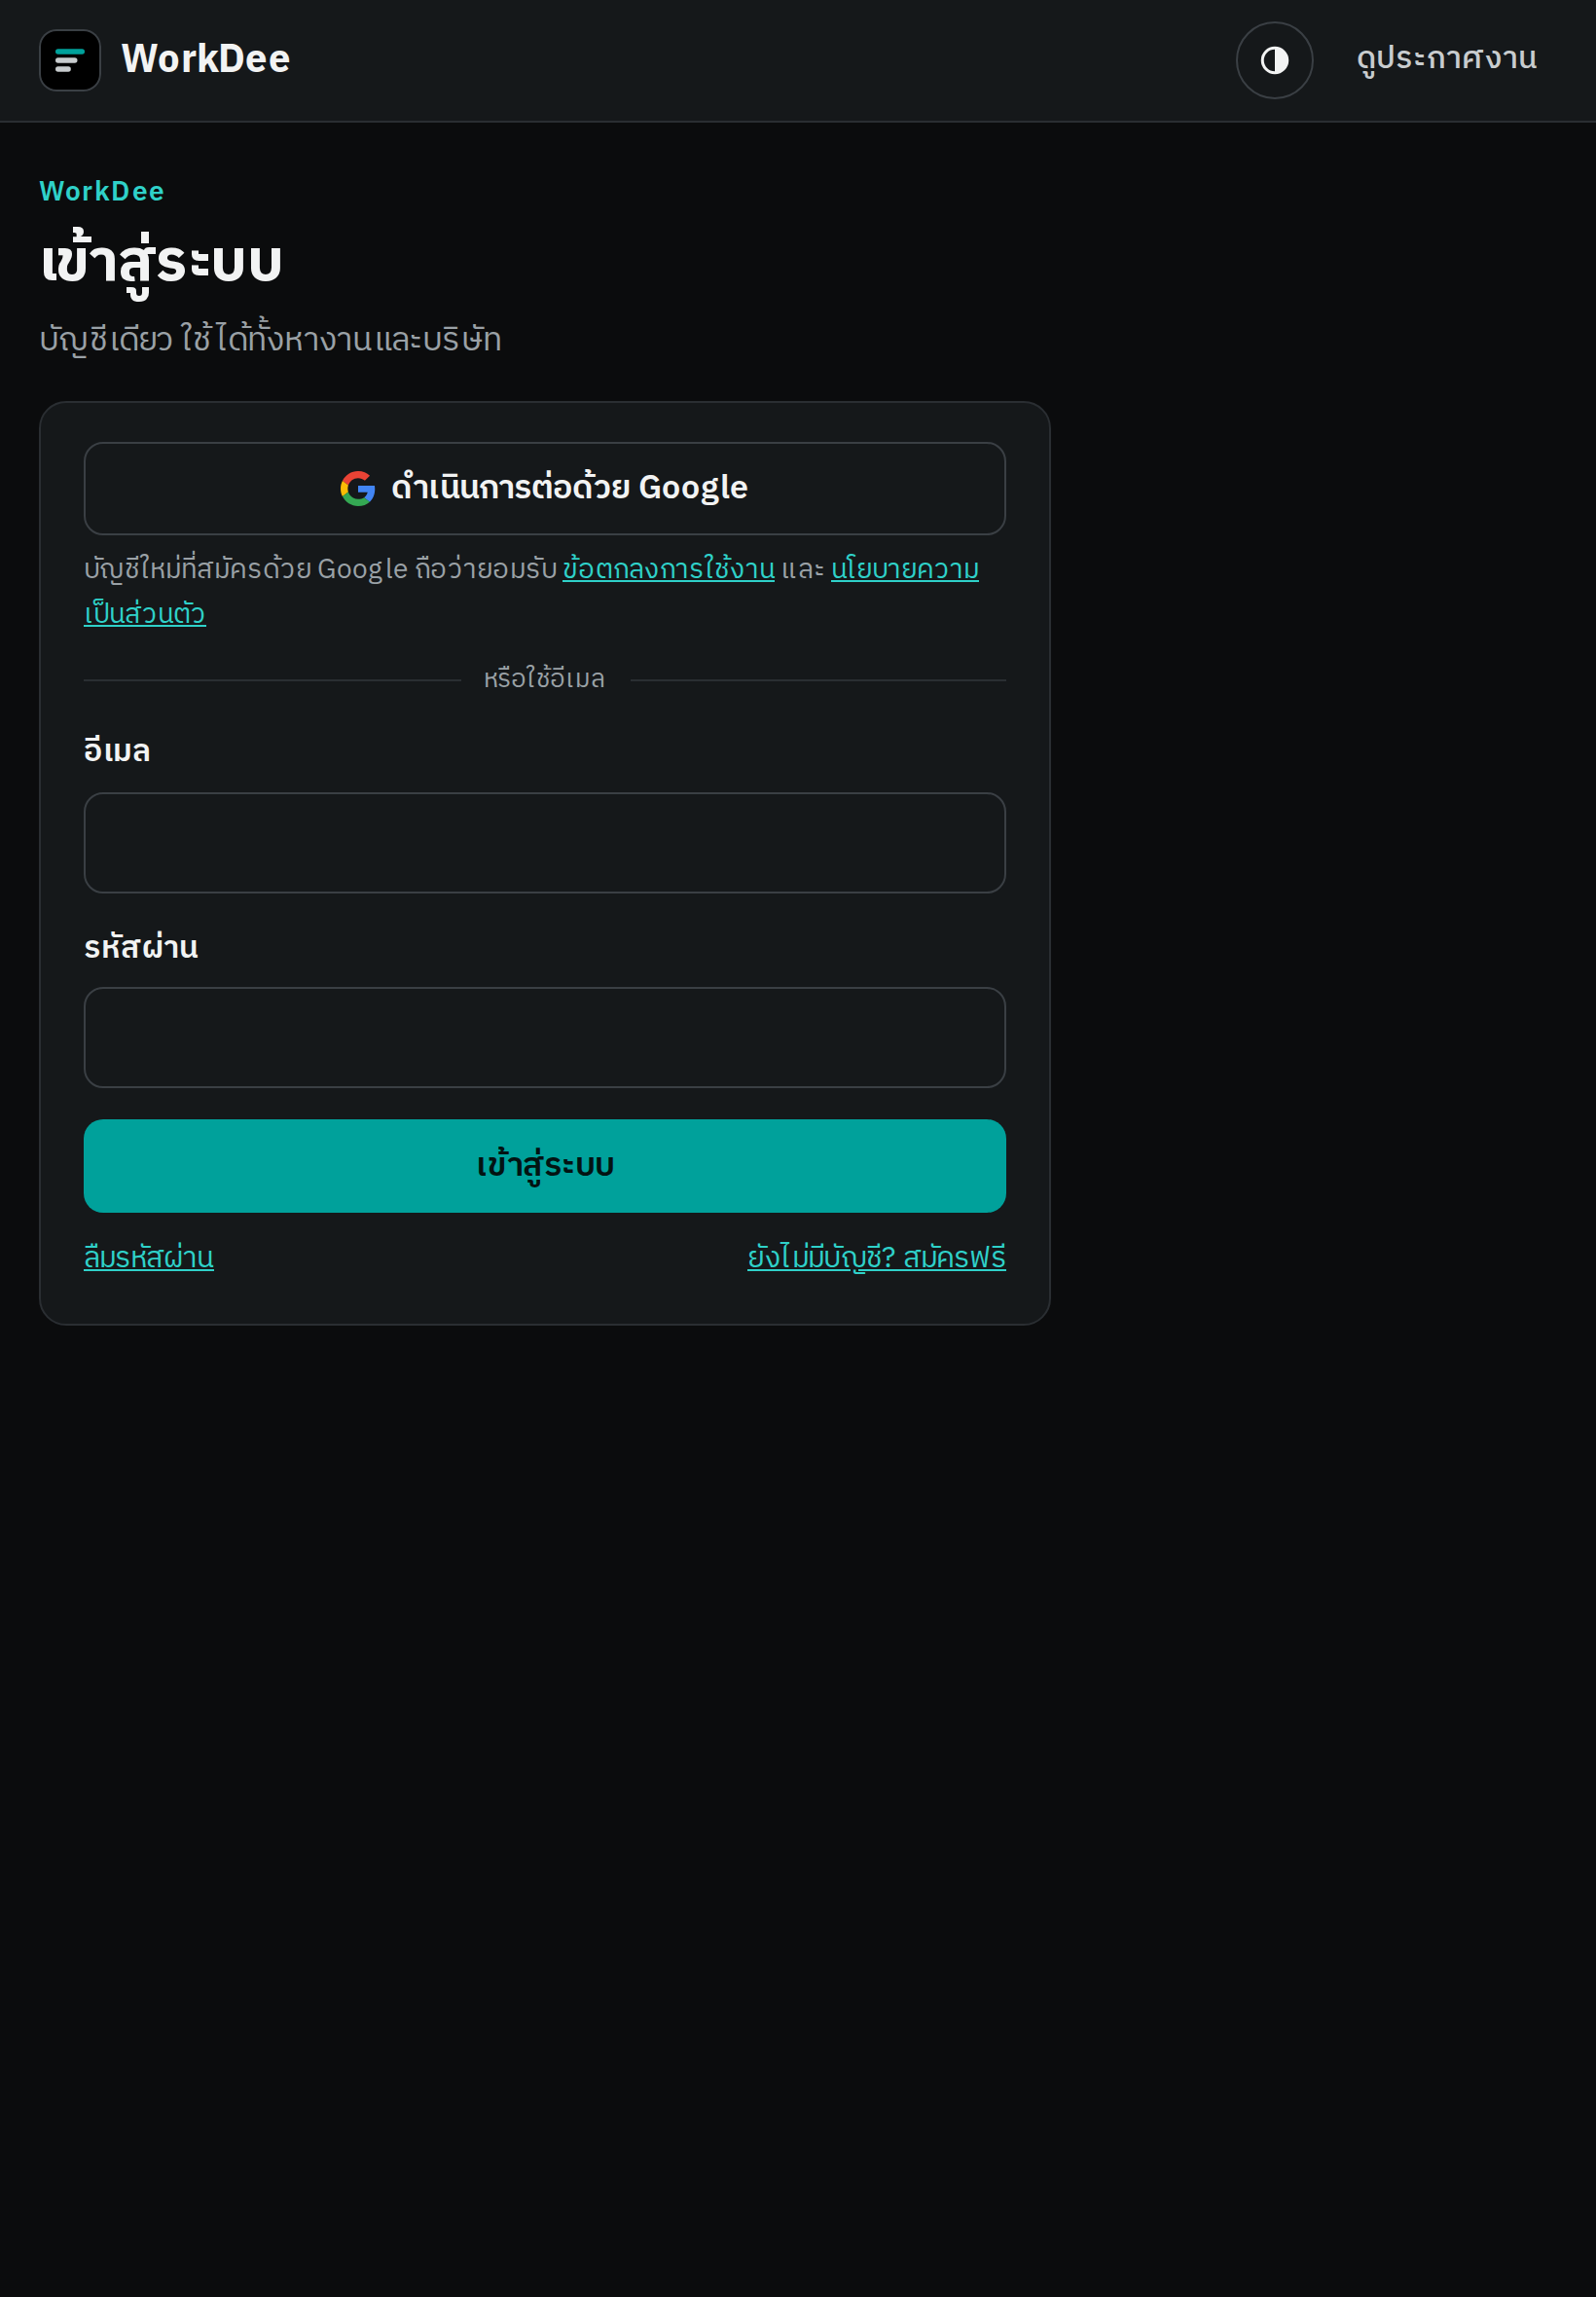 WorkDee
ดูประกาศงาน
WorkDee
เข้าสู่ระบบ
บัญชีเดียว ใช้ได้ทั้งหางานและบริษัท
ดำเนินการต่อด้วย Google
บัญชีใหม่ที่สมัครด้วย Google ถือว่ายอมรับ ข้อตกลงการใช้งาน และ นโยบายความ
เป็นส่วนตัว
หรือใช้อีเมล
อีเมล
รหัสผ่าน
เข้าสู่ระบบ
ลืมรหัสผ่าน
ยังไม่มีบัญชี? สมัครฟรี